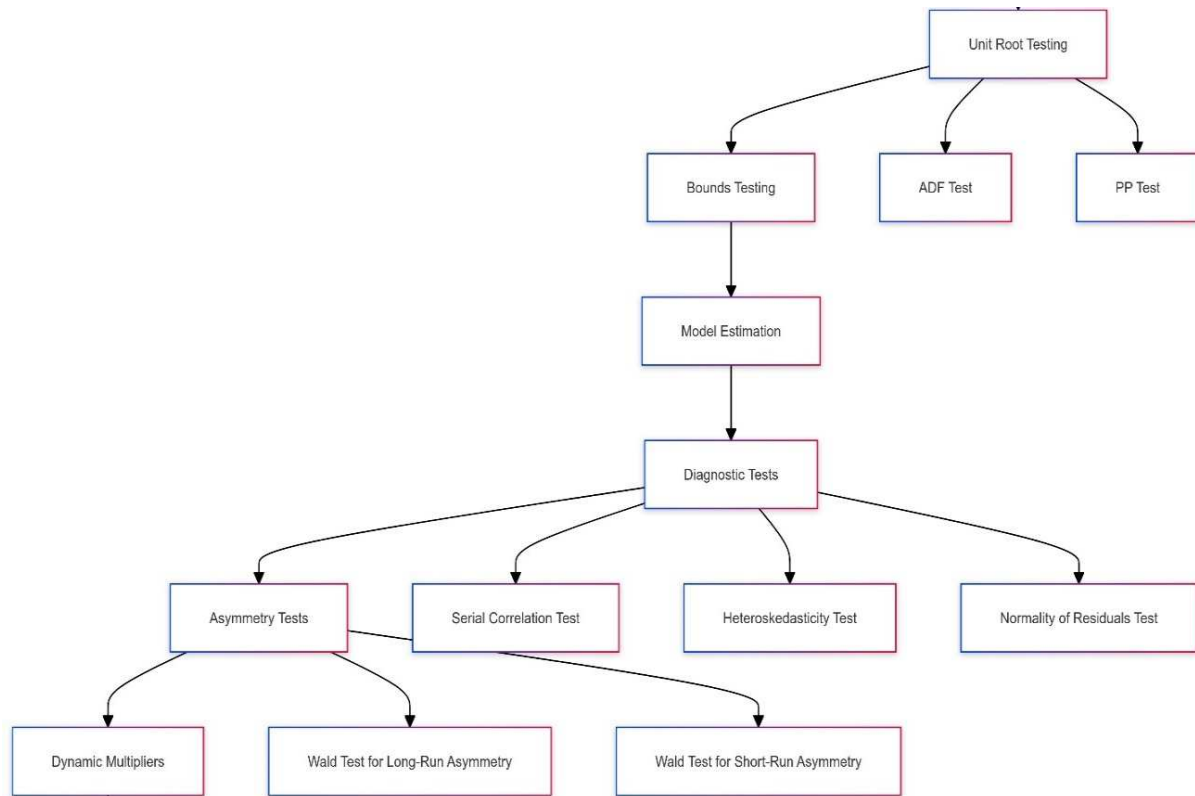 Unit Root Testing
Bounds Testing
ADF Test
PP Test
Model Estimation
Diagnostic Tests
Asymmetry Tests
Serial Correlation Test
Heteroskedasticity Test
Normality of Residuals Test
Dynamic Multipliers
Wald Test for Long-Run Asymmetry
Wald Test for Short-Run Asymmetry